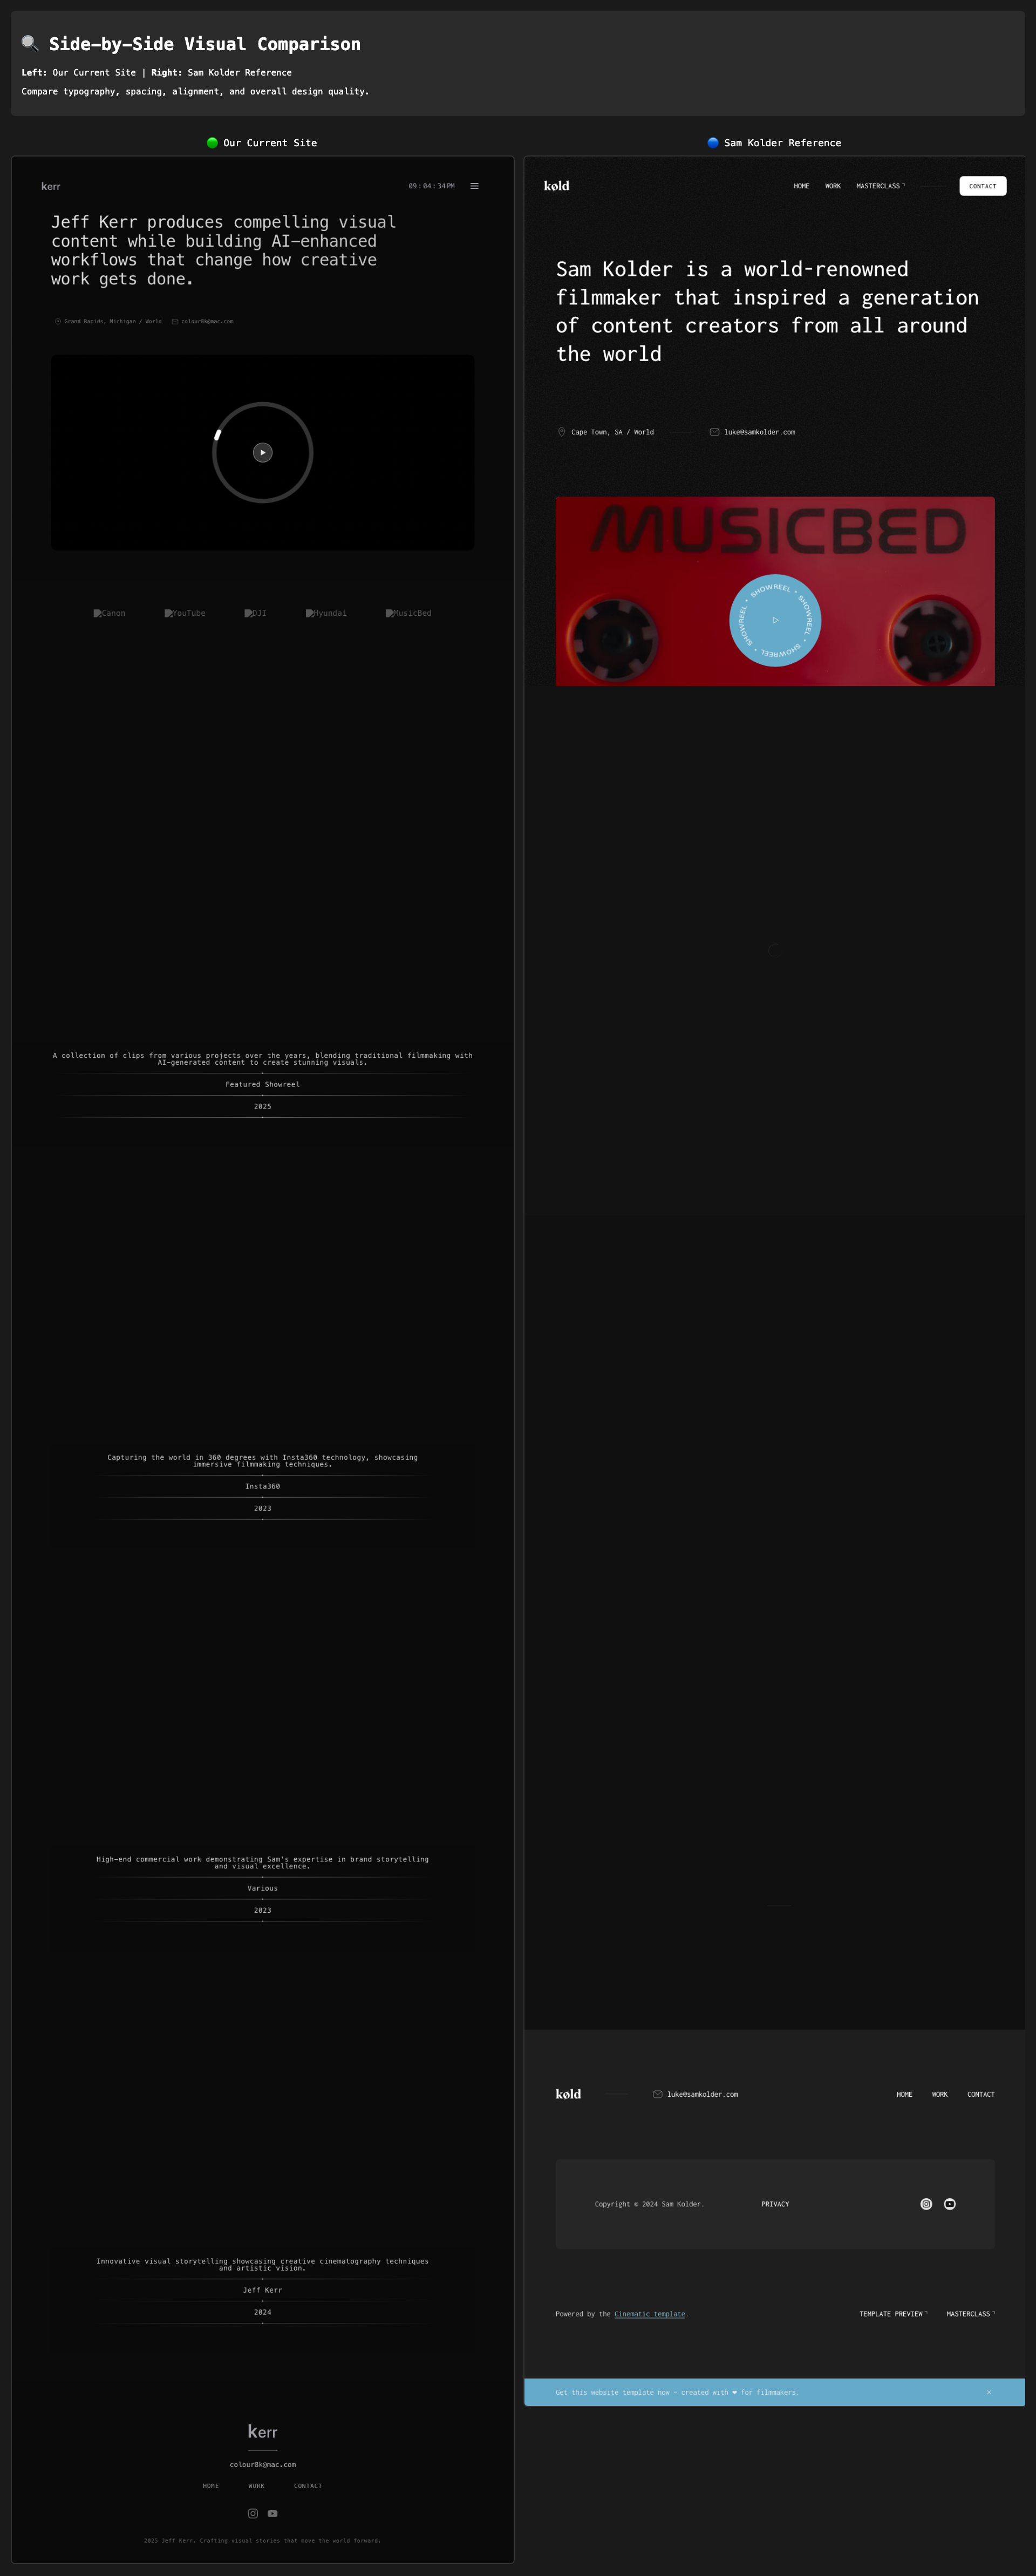 🔍 Side-by-Side Visual Comparison
Left: Our Current Site | Right: Sam Kolder Reference
Compare typography, spacing, alignment, and overall design quality.
🟢 Our Current Site
kerr
09:04:34PM
Jeff Kerr produces compelling visual
content while building AI-enhanced
workflows that change how creative
work gets done.
Grand Rapids, Michigan / World
colour8k@mac.com
Canon
YouTube
DJI
Hyundai
MusicBed
A collection of clips from various projects over the years, blending traditional filmmaking with
AI-generated content to create stunning visuals.
Featured Showreel
2025
Capturing the world in 360 degrees with Insta360 technology, showcasing
immersive filmmaking techniques.
Insta360
2023
High-end commercial work demonstrating Sam's expertise in brand storytelling
and visual excellence.
Various
2023
Innovative visual storytelling showcasing creative cinematography techniques
and artistic vision.
Jeff Kerr
2024
kerr
colour8k@mac.com
HOME WORK CONTACT
2025 Jeff Kerr. Crafting visual stories that move the world forward.
🔵 Sam Kolder Reference
køld
HOME WORK MASTERCLASS
CONTACT
Sam Kolder is a world-renowned
filmmaker that inspired a generation
of content creators from all around
the world
Cape Town, SA / World
luke@samkolder.com
MUSICBED
SHOWREEL • SHOWREEL • SHOWREEL • SHOWREEL •
køld
luke@samkolder.com
HOME WORK CONTACT
Copyright © 2024 Sam Kolder.
PRIVACY
Powered by the Cinematic template.
TEMPLATE PREVIEW MASTERCLASS
Get this website template now – created with ❤ for filmmakers.
×